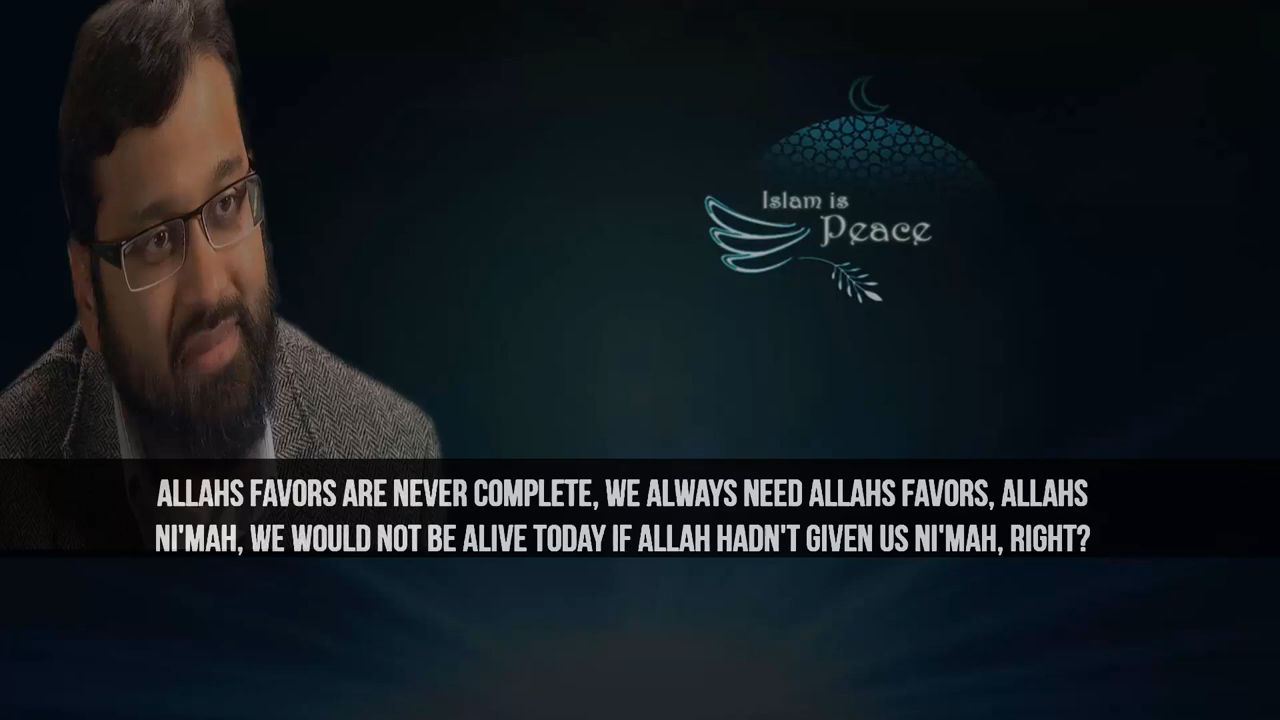 Islam is
Peace
ALLAHS FAVORS ARE NEVER COMPLETE, WE ALWAYS NEED ALLAHS FAVORS, ALLAHS
NI'MAH, WE WOULD NOT BE ALIVE TODAY IF ALLAH HADN'T GIVEN US NI'MAH, RIGHT?